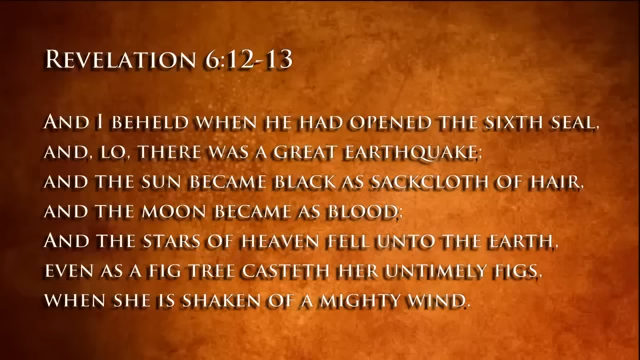 Revelation 6:12-13
And I beheld when he had opened the sixth seal,
and, lo, there was a great earthquake;
and the sun became black as sackcloth of hair,
and the moon became as blood;
And the stars of heaven fell unto the earth,
even as a fig tree casteth her untimely figs,
when she is shaken of a mighty wind.